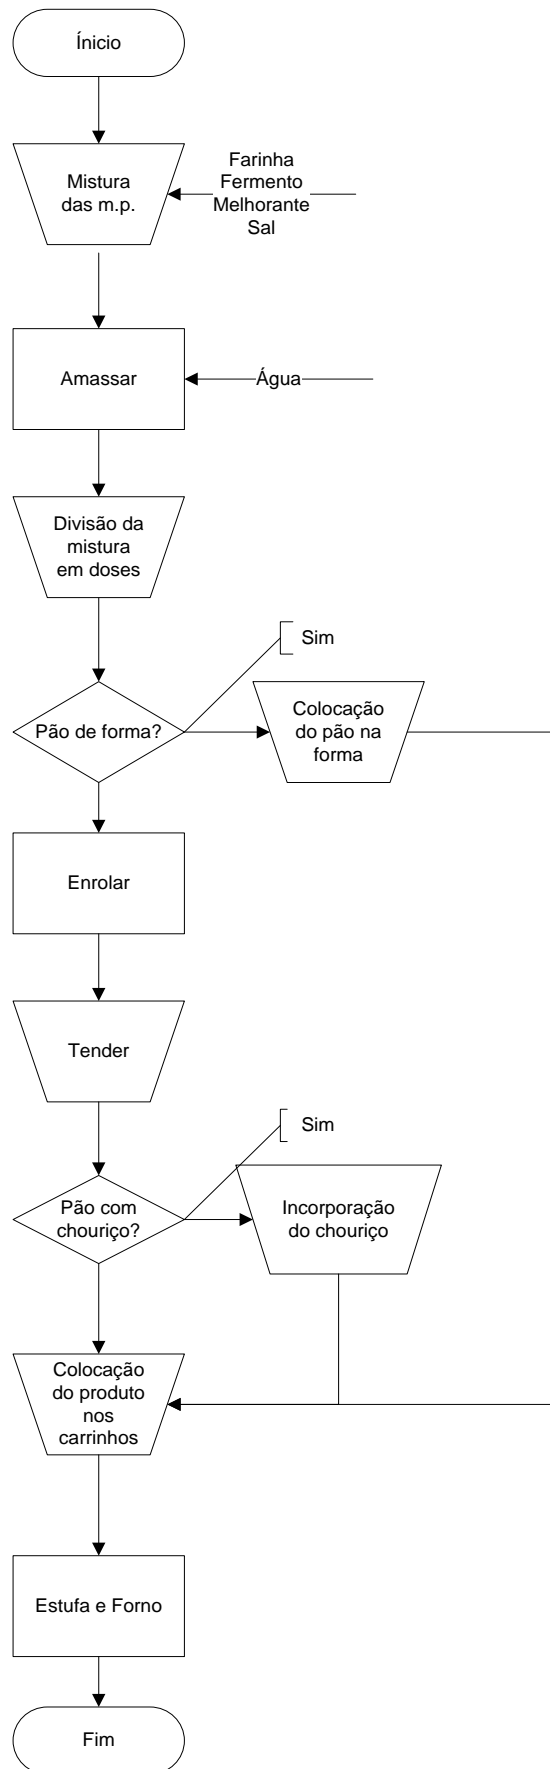 Ínicio
Mistura
das m.p.
Farinha
Fermento
Melhorante
Sal
Amassar
Água
Divisão da
mistura
em doses
Sim
Pão de forma?
Colocação
do pão na
forma
Enrolar
Tender
Sim
Pão com
chouriço?
Incorporação
do chouriço
Colocação
do produto
nos
carrinhos
Estufa e Forno
Fim